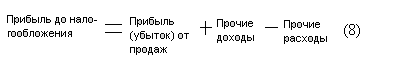 Прибыль до нало-
гообложения = Прибыль
(убыток) от
продаж + Прочие
доходы − Прочие
расходы (8)